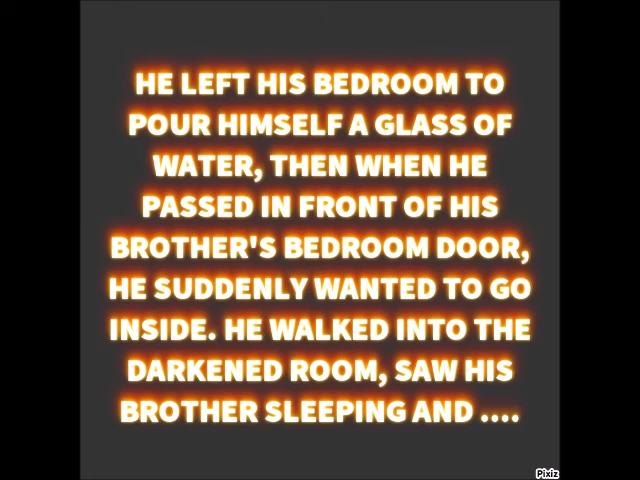 HE LEFT HIS BEDROOM TO
POUR HIMSELF A GLASS OF
WATER, THEN WHEN HE
PASSED IN FRONT OF HIS
BROTHER'S BEDROOM DOOR,
HE SUDDENLY WANTED TO GO
INSIDE. HE WALKED INTO THE
DARKENED ROOM, SAW HIS
BROTHER SLEEPING AND ....
Pixiz